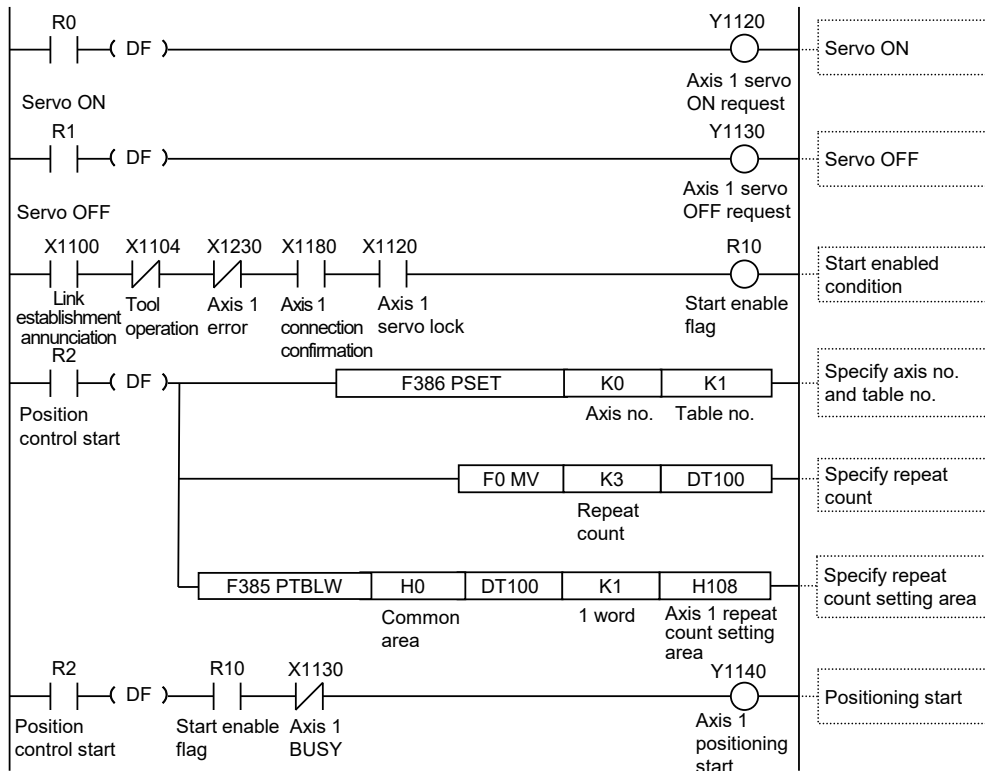 R0
Y1120
( DF )
Servo ON
Servo ON
Axis 1 servo
ON request
R1
Y1130
( DF )
Servo OFF
Servo OFF
Axis 1 servo
OFF request
X1100 X1104 X1230 X1180 X1120
R10
Start enabled
condition
Link
establishment
annunciation
Tool
operation
Axis 1
error
Axis 1
connection
confirmation
Axis 1
servo lock
Start enable
flag
R2
( DF )
F386 PSET K0 K1
Specify axis no.
and table no.
Position
control start
Axis no. Table no.
F0 MV K3 DT100
Specify repeat
count
Repeat
count
F385 PTBLW H0 DT100 K1 H108
Specify repeat
count setting area
Common
area
1 word
Axis 1 repeat
count setting
area
R2
R10
X1130
Y1140
( DF )
Positioning start
Position
control start
Start enable
flag
Axis 1
BUSY
Axis 1
positioning
start